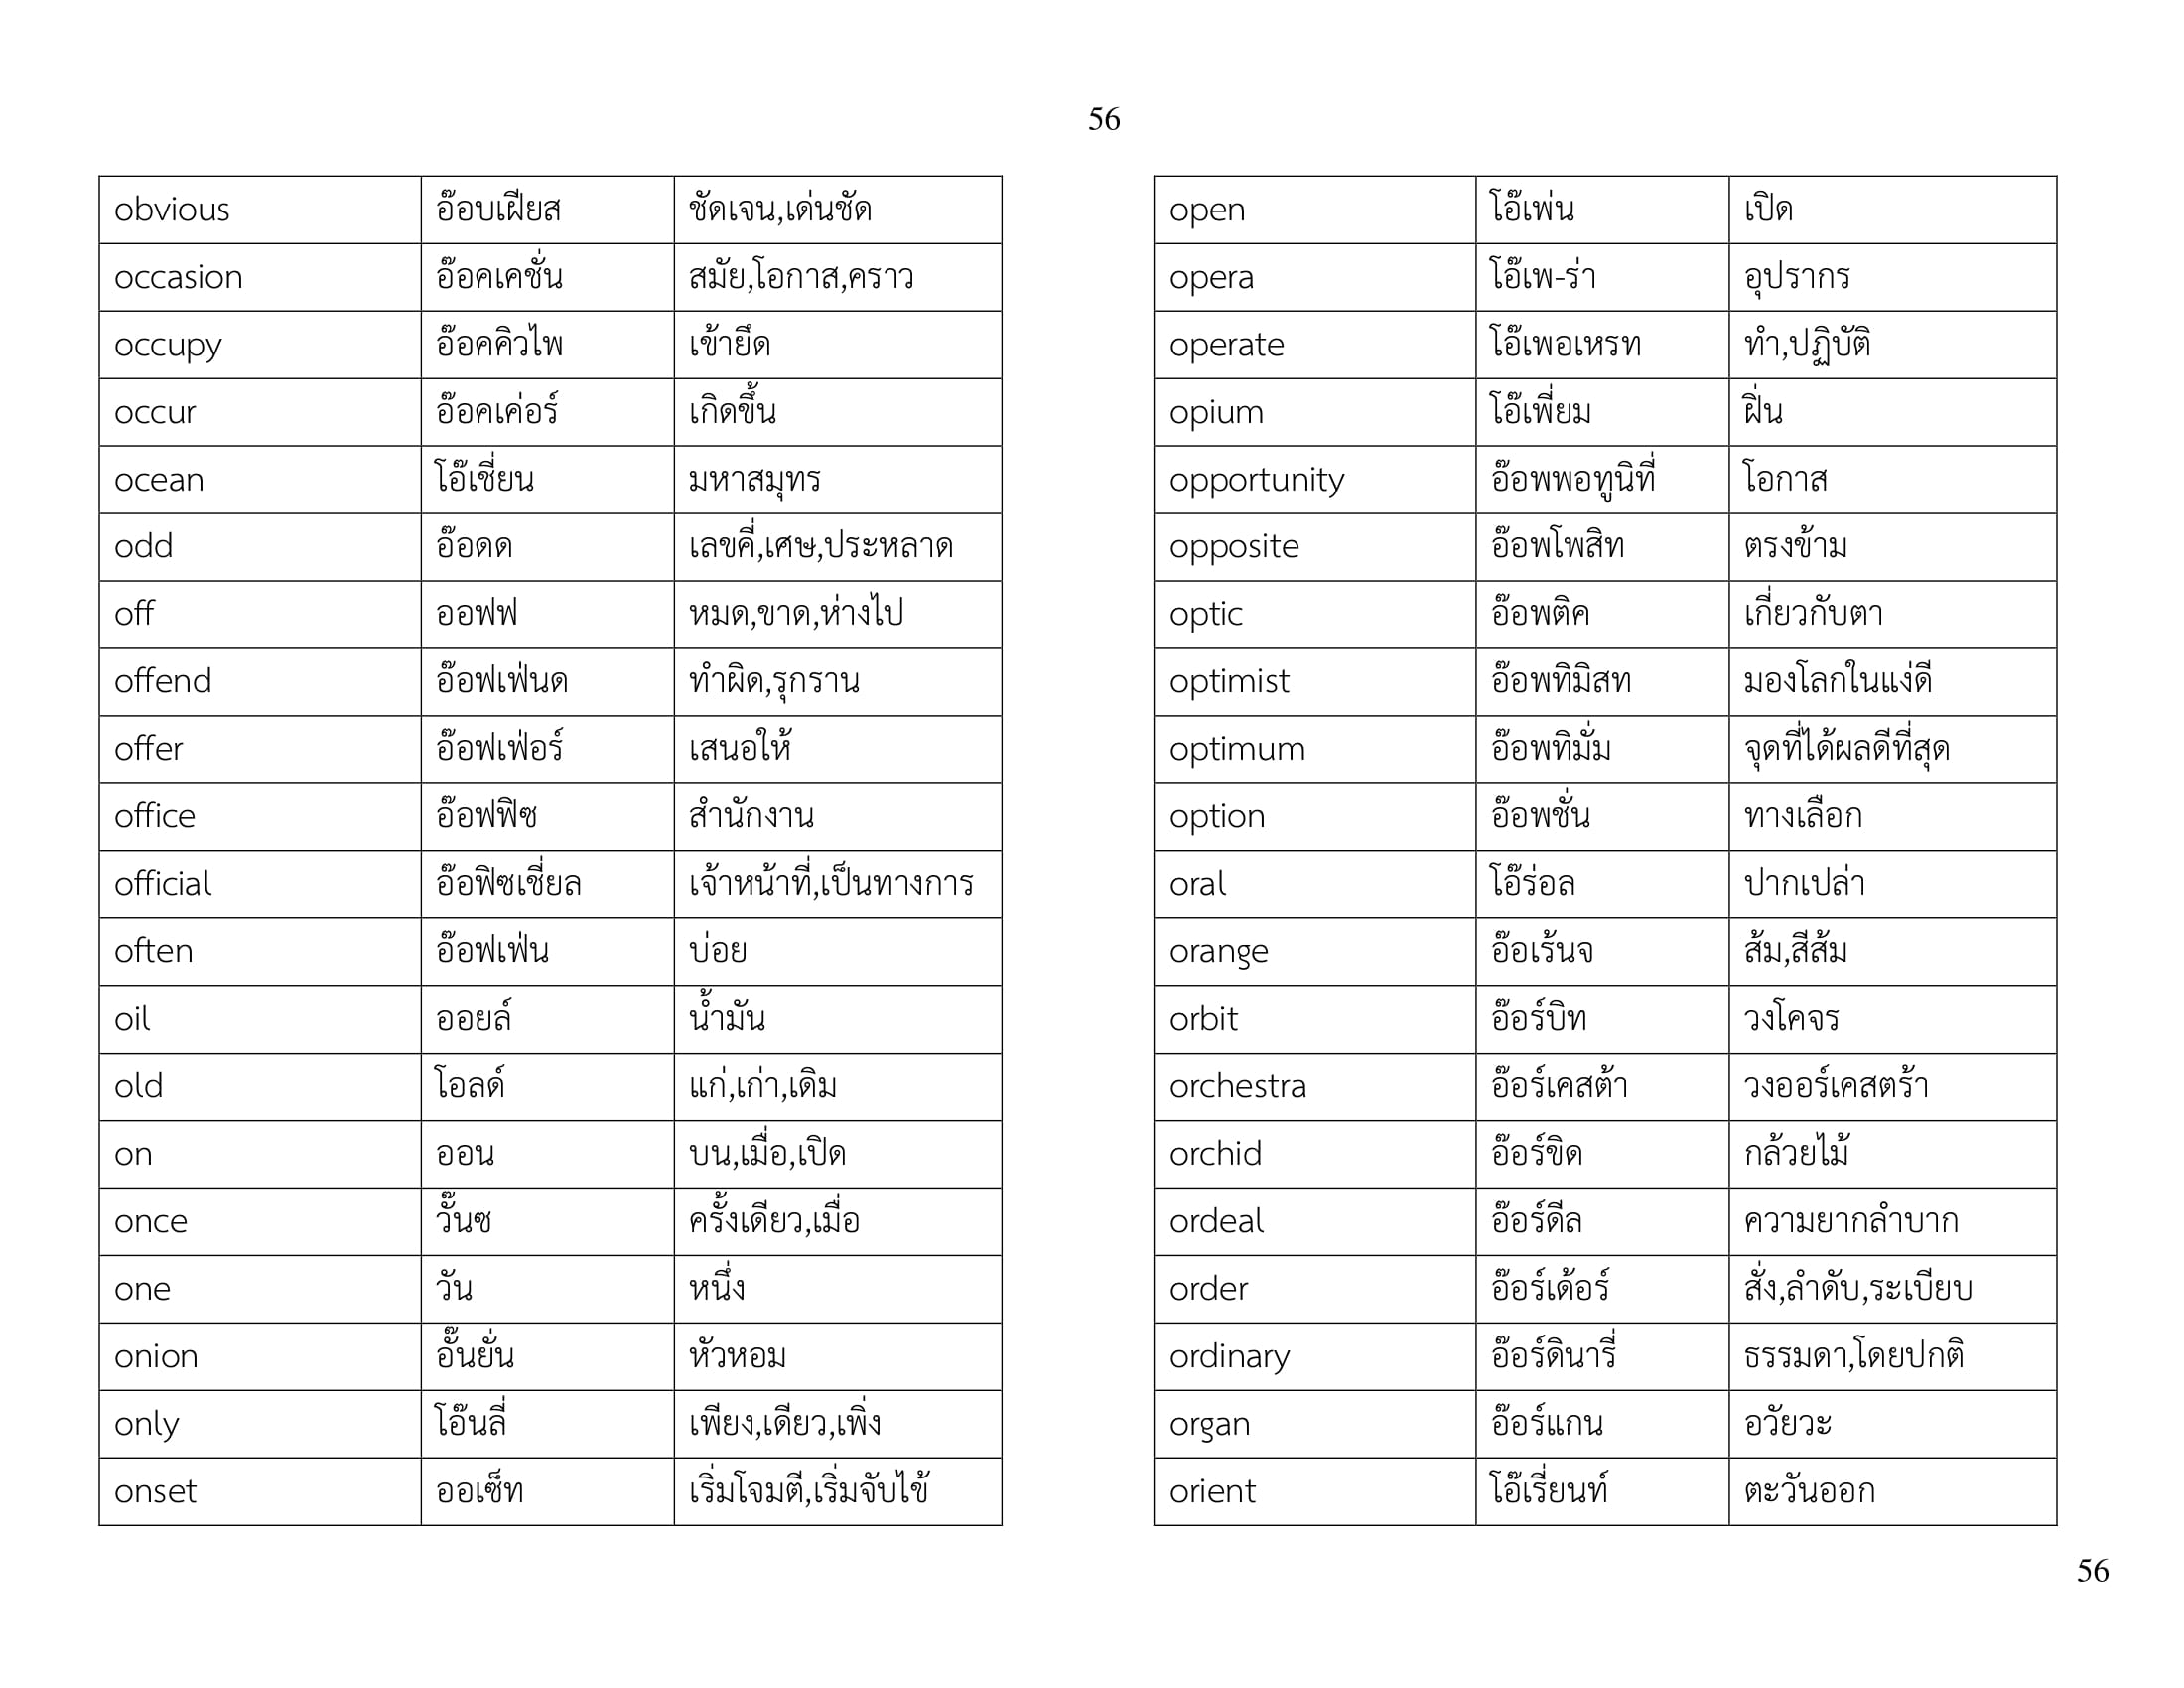 56
obvious อ๊อบเฝียส ชัดเจน,เด่นชัด
occasion อ๊อคเคชั่น สมัย,โอกาส,คราว
occupy อ๊อคคิวไพ เข้ายึด
occur อ๊อคเค่อร์ เกิดขึ้น
ocean โอ๊เชี่ยน มหาสมุทร
odd อ๊อดด เลขคี่,เศษ,ประหลาด
off ออฟฟ หมด,ขาด,ห่างไป
offend อ๊อฟเฟ่นด ทำผิด,รุกราน
offer อ๊อฟเฟ่อร์ เสนอให้
office อ๊อฟฟิซ สำนักงาน
official อ๊อฟิซเชี่ยล เจ้าหน้าที่,เป็นทางการ
often อ๊อฟเฟ่น บ่อย
oil ออยล์ น้ำมัน
old โอลด์ แก่,เก่า,เดิม
on ออน บน,เมื่อ,เปิด
once วั๊นซ ครั้งเดียว,เมื่อ
one วัน หนึ่ง
onion อั๊นยั่น หัวหอม
only โอ๊นลี่ เพียง,เดียว,เพิ่ง
onset ออเซ็ท เริ่มโจมตี,เริ่มจับไข้
open โอ๊เพ่น เปิด
opera โอ๊เพ-ร่า อุปรากร
operate โอ๊เพอเหรท ทำ,ปฏิบัติ
opium โอ๊เพี่ยม ฝิ่น
opportunity อ๊อพพอทูนิที่ โอกาส
opposite อ๊อพโพสิท ตรงข้าม
optic อ๊อพติค เกี่ยวกับตา
optimist อ๊อพทิมิสท มองโลกในแง่ดี
optimum อ๊อพทิมั่ม จุดที่ได้ผลดีที่สุด
option อ๊อพชั่น ทางเลือก
oral โอ๊ร่อล ปากเปล่า
orange อ๊อเร้นจ ส้ม,สีส้ม
orbit อ๊อร์บิท วงโคจร
orchestra อ๊อร์เคสต้า วงออร์เคสตร้า
orchid อ๊อร์ขิด กล้วยไม้
ordeal อ๊อร์ดีล ความยากลำบาก
order อ๊อร์เด้อร์ สั่ง,ลำดับ,ระเบียบ
ordinary อ๊อร์ดินารี่ ธรรมดา,โดยปกติ
organ อ๊อร์แกน อวัยวะ
orient โอ๊เรี่ยนท์ ตะวันออก
56